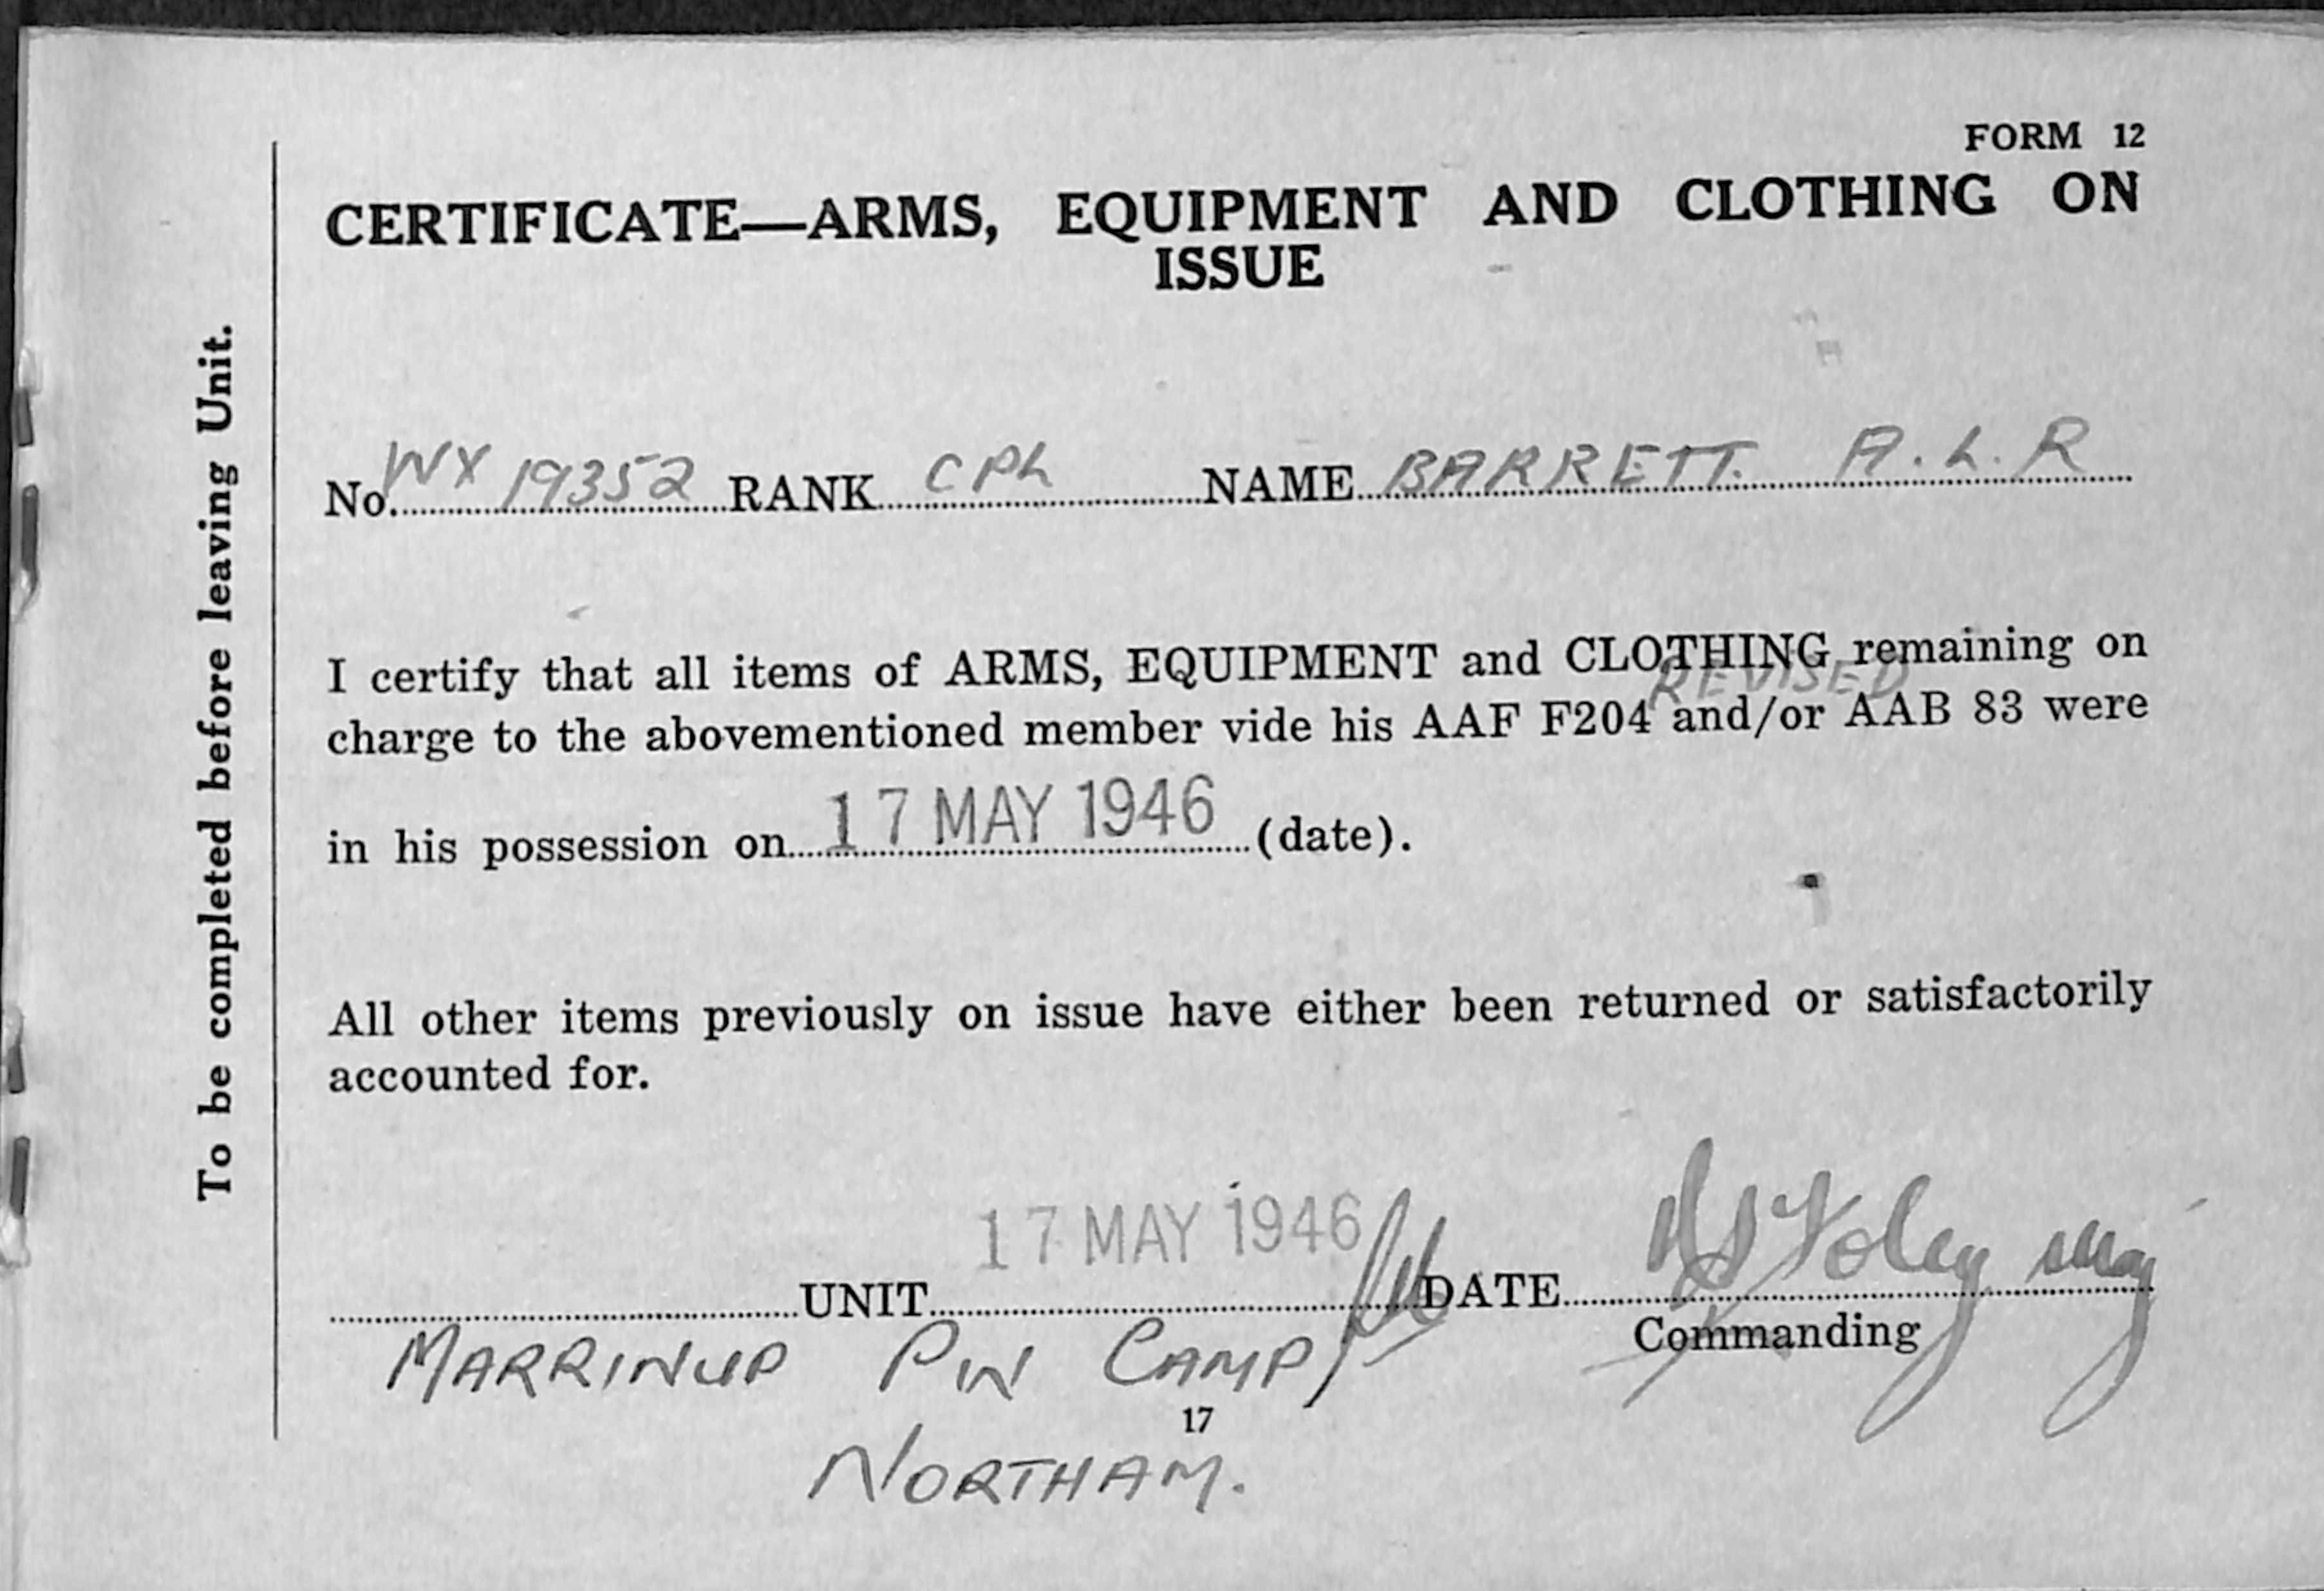 FORM 12
CERTIFICATE—ARMS, EQUIPMENT AND CLOTHING ON
ISSUE
To be completed before leaving Unit.
No. WX 19352 RANK CPL NAME BARRETT. A.L.R
I certify that all items of ARMS, EQUIPMENT and CLOTHING remaining on
REVISED
charge to the abovementioned member vide his AAF F204 and/or AAB 83 were
in his possession on 17 MAY 1946 (date).
All other items previously on issue have either been returned or satisfactorily
accounted for.
17 MAY 1946
UNIT DATE Foley Maj
Commanding
MARRINUP PW CAMP
17
NORTHAM.